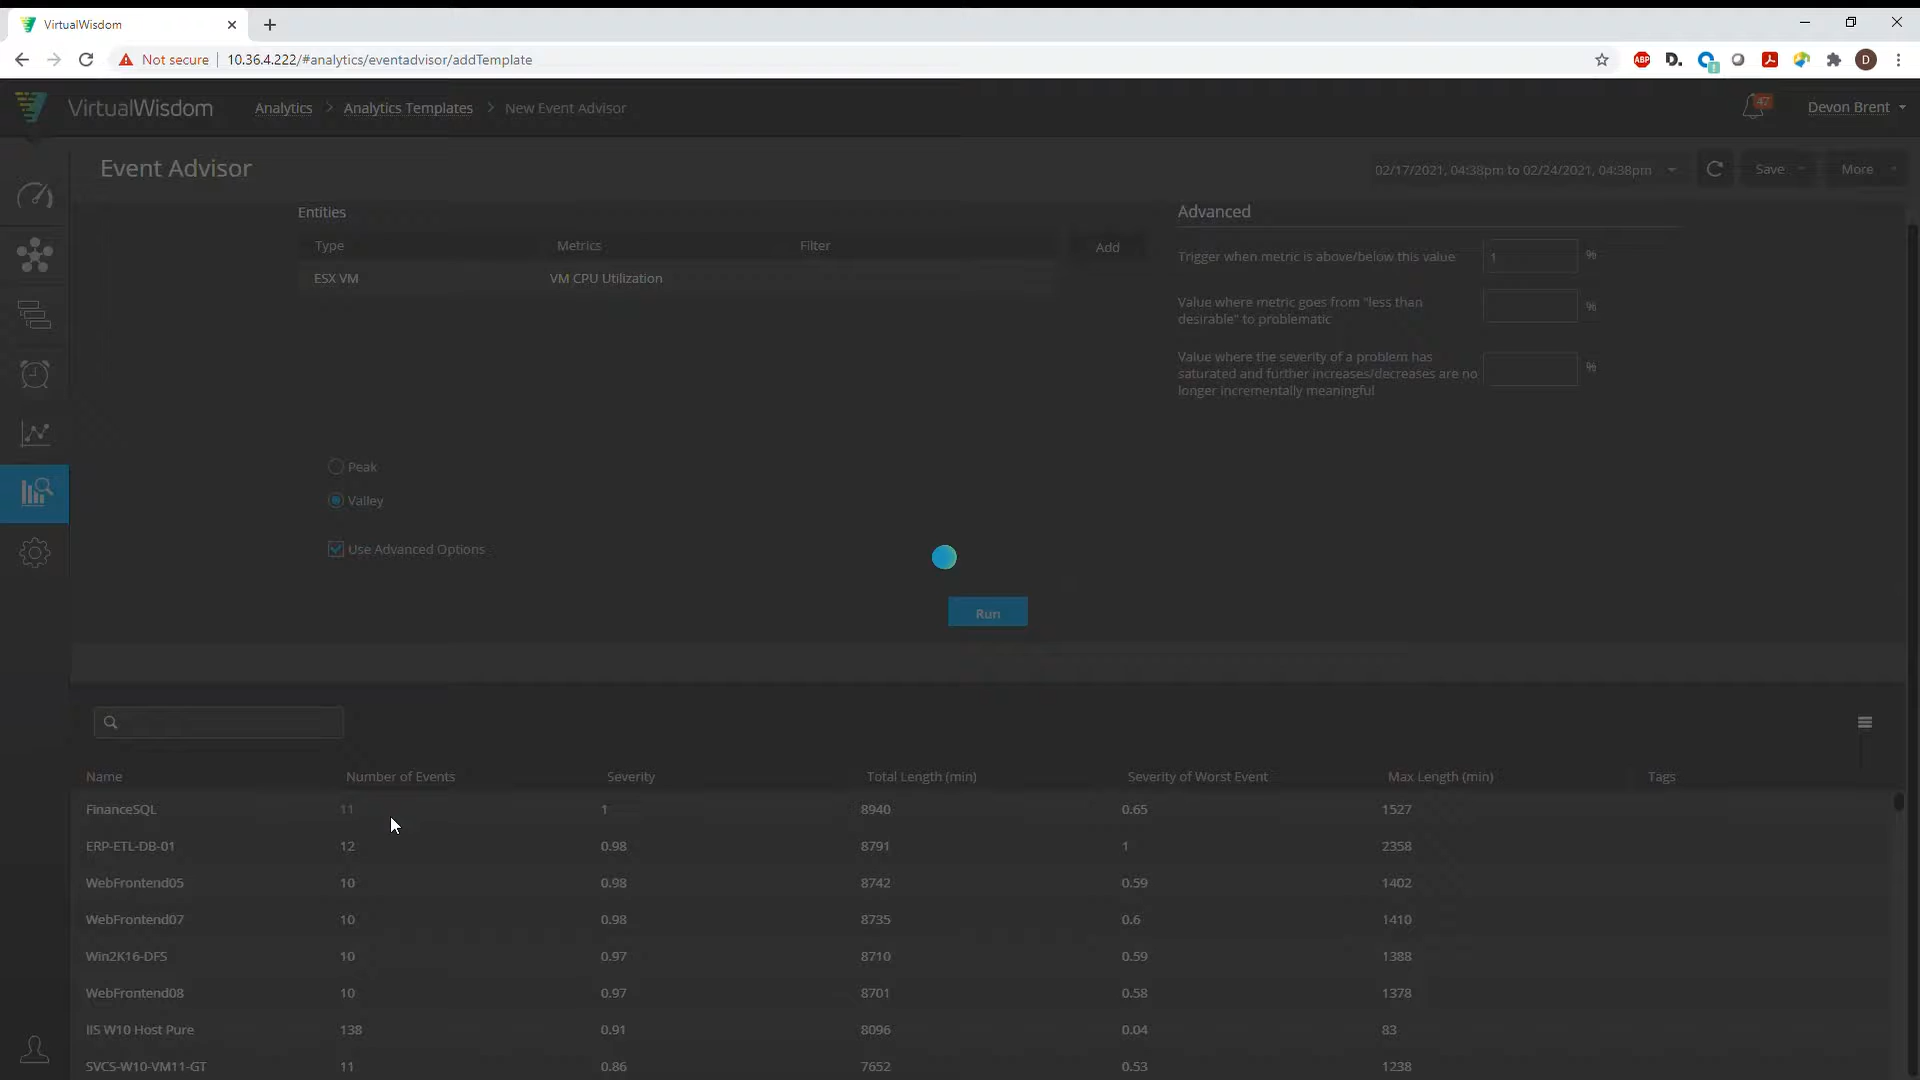 VirtualWisdom
Not secure
10.36.4.222/#analytics/eventadvisor/addTemplate
ABP
D.
D
VirtualWisdom
Analytics > Analytics Templates > New Event Advisor
47
Devon Brent
Event Advisor
02/17/2021, 04:38pm to 02/24/2021, 04:38pm
Save
More
Entities
Type Metrics Filter
Add
ESX VM VM CPU Utilization
Advanced
Trigger when metric is above/below this value 1 %
Value where metric goes from "less than
desirable" to problematic
%
Value where the severity of a problem has
saturated and further increases/decreases are no
longer incrementally meaningful
%
Peak
Valley
Use Advanced Options
Run
Name Number of Events Severity Total Length (min) Severity of Worst Event Max Length (min) Tags
FinanceSQL 11 1 8940 0.65 1527
ERP-ETL-DB-01 12 0.98 8791 1 2358
WebFrontend05 10 0.98 8742 0.59 1402
WebFrontend07 10 0.98 8735 0.6 1410
Win2K16-DFS 10 0.97 8710 0.59 1388
WebFrontend08 10 0.97 8701 0.58 1378
IIS W10 Host Pure 138 0.91 8096 0.04 83
SVCS-W10-VM11-GT 11 0.86 7652 0.53 1238